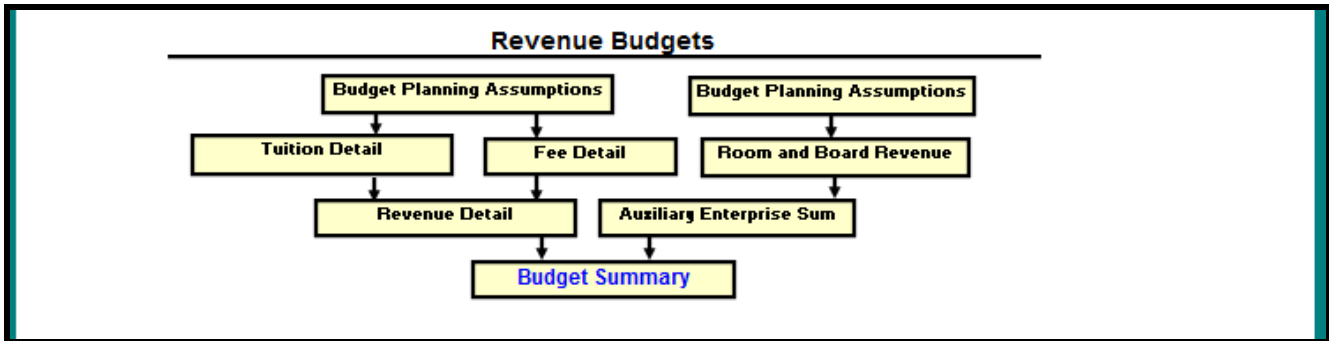 Revenue Budgets
Budget Planning Assumptions
Budget Planning Assumptions
Tuition Detail
Fee Detail
Room and Board Revenue
Revenue Detail
Auxiliary Enterprise Sum
Budget Summary